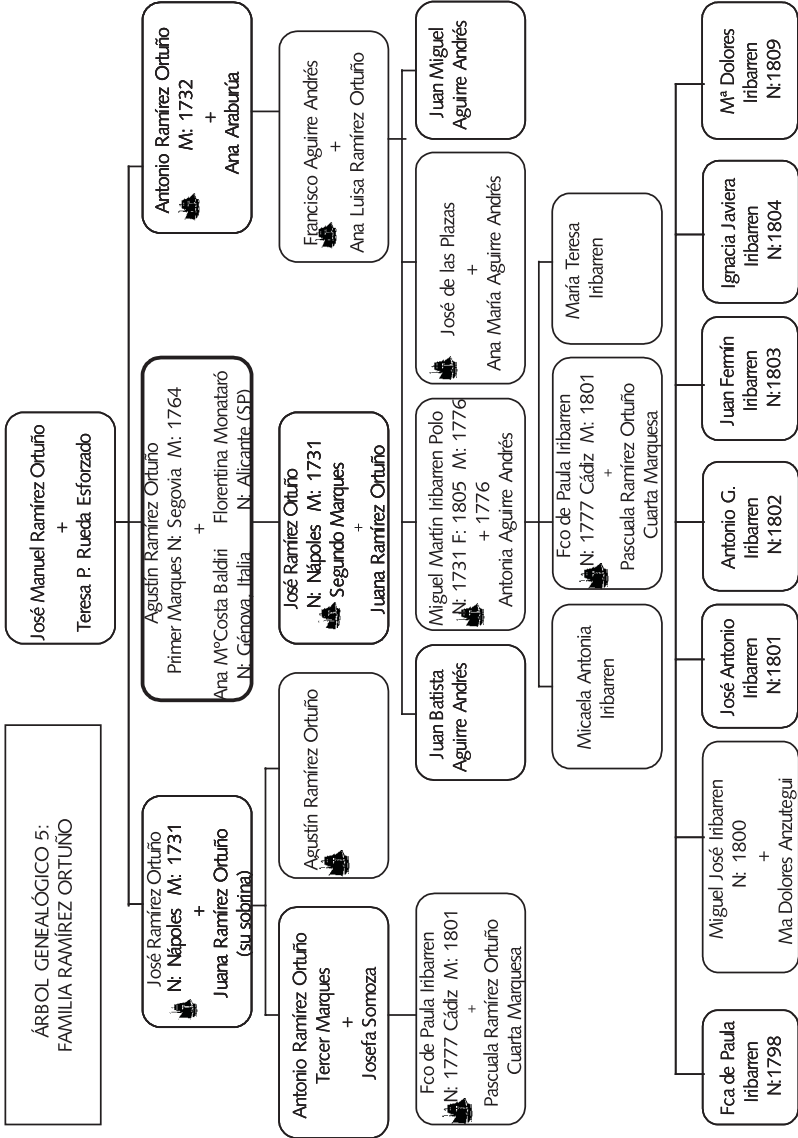 ÁRBOL GENEALÓGICO 5:
FAMILIA RAMÍREZ ORTUÑO
José Manuel Ramírez Ortuño
+
Teresa P. Rueda Esforzado
José Ramírez Ortuño
N: Nápoles M: 1731
+
Juana Ramírez Ortuño
(su sobrina)
Agustín Ramírez Ortuño
Primer Marques N: Segovia M: 1764
+
Ana MºCosta Baldiri Florentina Monataró
N: Génova, Italia N: Alicante (SP)
Antonio Ramírez Ortuño
M: 1732
+
Ana Araburúa
Antonio Ramírez Ortuño
Tercer Marques
+
Josefa Somoza
Agustín Ramírez Ortuño
José Ramírez Ortuño
N: Nápoles M: 1731
Segundo Marques
+
Juana Ramírez Ortuño
Francisco Aguirre Andrés
+
Ana Luisa Ramírez Ortuño
Fco de Paula Iribarren
N: 1777 Cádiz M: 1801
+
Pascuala Ramírez Ortuño
Cuarta Marquesa
Juan Batista
Aguirre Andrés
Miguel Martín Iribarren Polo
N: 1731 F: 1805 M: 1776
+ 1776
Antonia Aguirre Andrés
José de las Plazas
+
Ana María Aguirre Andrés
Juan Miguel
Aguirre Andrés
Micaela Antonia
Iribarren
Fco de Paula Iribarren
N: 1777 Cádiz M: 1801
+
Pascuala Ramírez Ortuño
Cuarta Marquesa
María Teresa
Iribarren
Fca de Paula
Iribarren
N:1798
Miguel José Iribarren
N: 1800
+
Ma Dolores Anzutegui
José Antonio
Iribarren
N:1801
Antonio G.
Iribarren
N:1802
Juan Fermín
Iribarren
N:1803
Ignacia Javiera
Iribarren
N:1804
Mª Dolores
Iribarren
N:1809